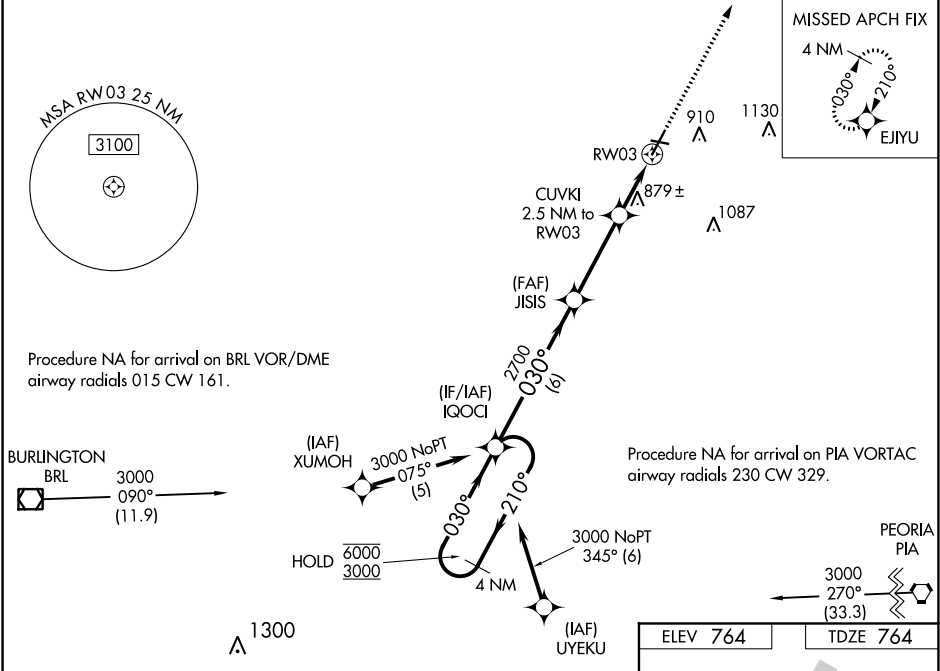 MISSED APCH FIX
4 NM
030°
210°
EJIYU
MSA RW03 25 NM
3100
910
1130
RW03
879 ±
CUVKI
2.5 NM to
RW03
1087
(FAF)
JISIS
Procedure NA for arrival on BRL VOR/DME
airway radials 015 CW 161.
2700
030°
(6)
(IF/IAF)
IQOCI
(IAF)
XUMOH
3000 NoPT
075°
(5)
Procedure NA for arrival on PIA VORTAC
airway radials 230 CW 329.
BURLINGTON
BRL
3000
090°
(11.9)
030°
210°
HOLD
6000
3000
4 NM
3000 NoPT
345° (6)
PEORIA
PIA
3000
270°
(33.3)
(IAF)
UYEKU
1300
ELEV 764
TDZE 764